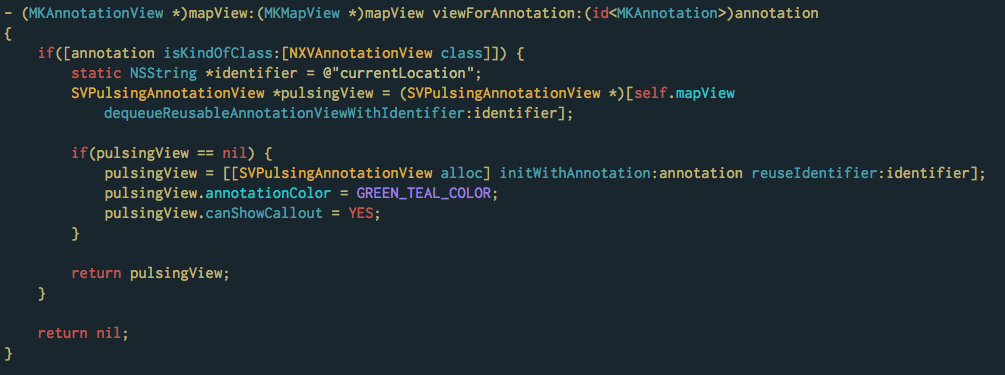 - (MKAnnotationView *)mapView:(MKMapView *)mapView viewForAnnotation:(id<MKAnnotation>)annotation
{
    if([annotation isKindOfClass:[NXVAnnotationView class]]) {
        static NSString *identifier = @"currentLocation";
        SVPulsingAnnotationView *pulsingView = (SVPulsingAnnotationView *)[self.mapView
            dequeueReusableAnnotationViewWithIdentifier:identifier];

        if(pulsingView == nil) {
            pulsingView = [[SVPulsingAnnotationView alloc] initWithAnnotation:annotation reuseIdentifier:identifier];
            pulsingView.annotationColor = GREEN_TEAL_COLOR;
            pulsingView.canShowCallout = YES;
        }

        return pulsingView;
    }

    return nil;
}